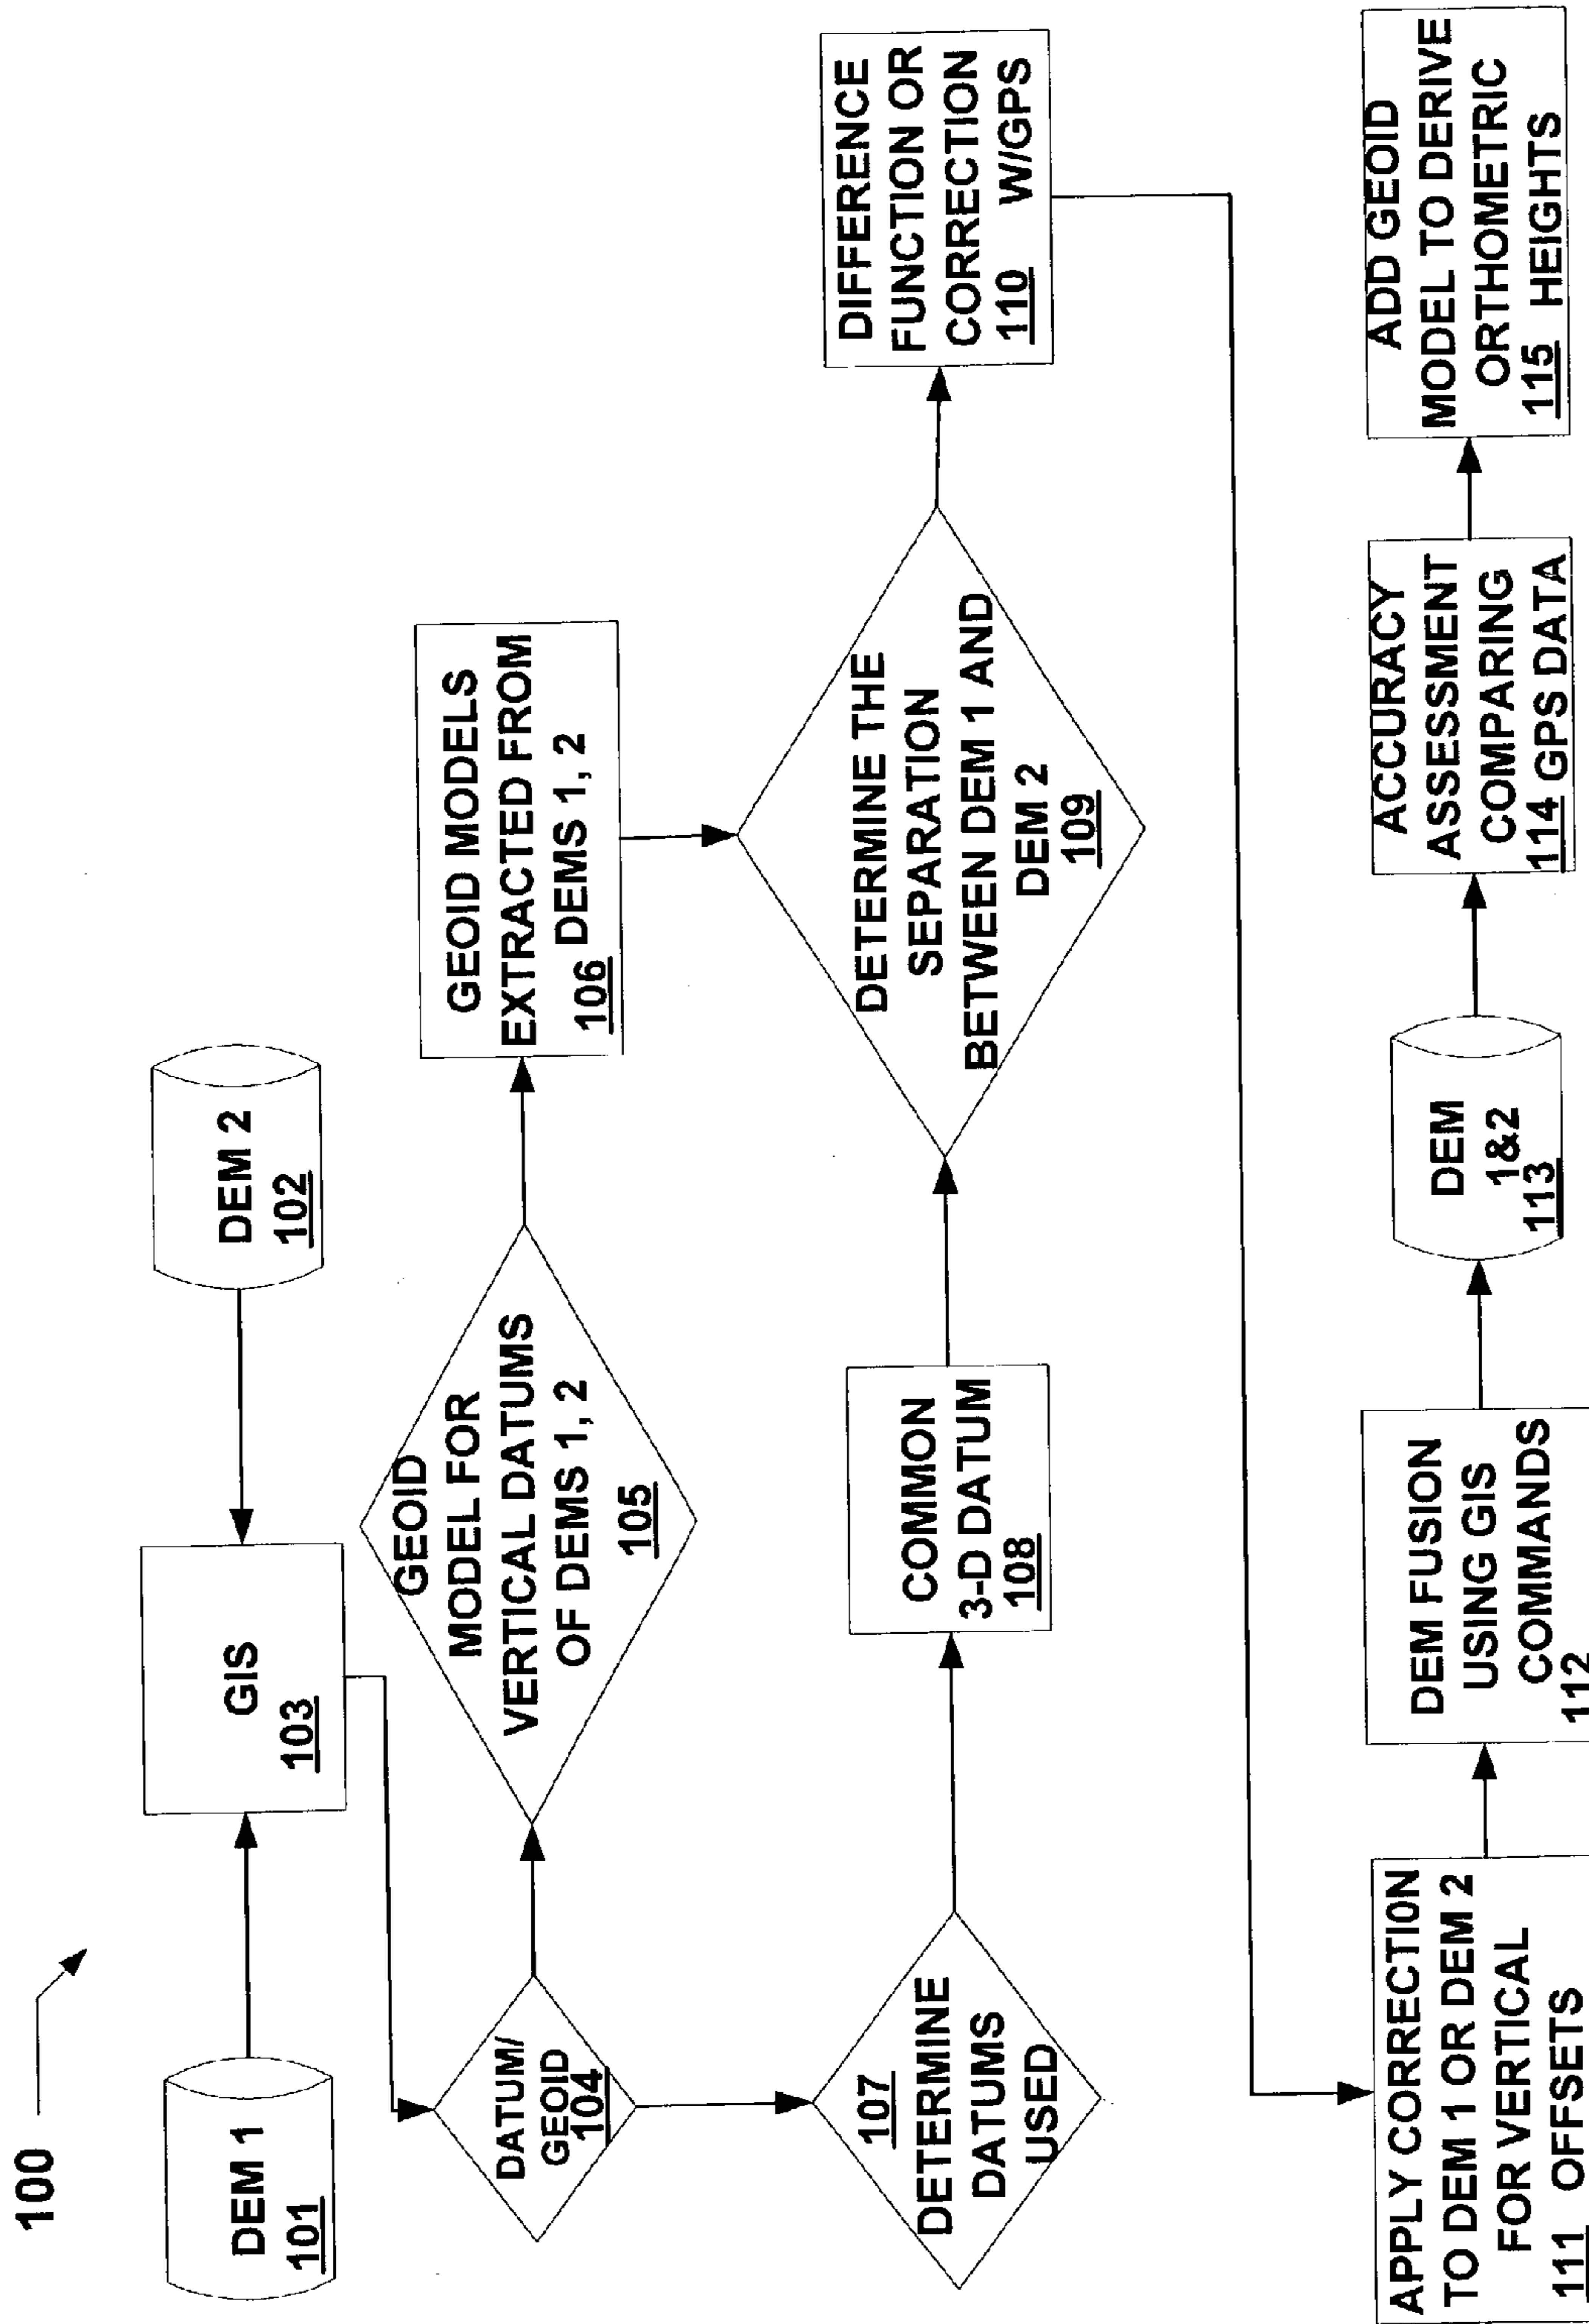 100
DEM 1
101
GIS
103
DEM 2
102
DATUM/
GEOID
104
GEOID
MODEL FOR
VERTICAL DATUMS
OF DEMS 1, 2
105
GEOID MODELS
EXTRACTED FROM
106 DEMS 1, 2
107
DETERMINE
DATUMS
USED
COMMON
3-D DATUM
108
DETERMINE THE
SEPARATION
BETWEEN DEM 1 AND
DEM 2
109
DIFFERENCE
FUNCTION OR
CORRECTION
110 W/GPS
APPLY CORRECTION
TO DEM 1 OR DEM 2
FOR VERTICAL
111 OFFSETS
DEM FUSION
USING GIS
COMMANDS
112
DEM
1&2
113
ACCURACY
ASSESSMENT
COMPARING
114 GPS DATA
ADD GEOID
MODEL TO DERIVE
ORTHOMETRIC
115 HEIGHTS